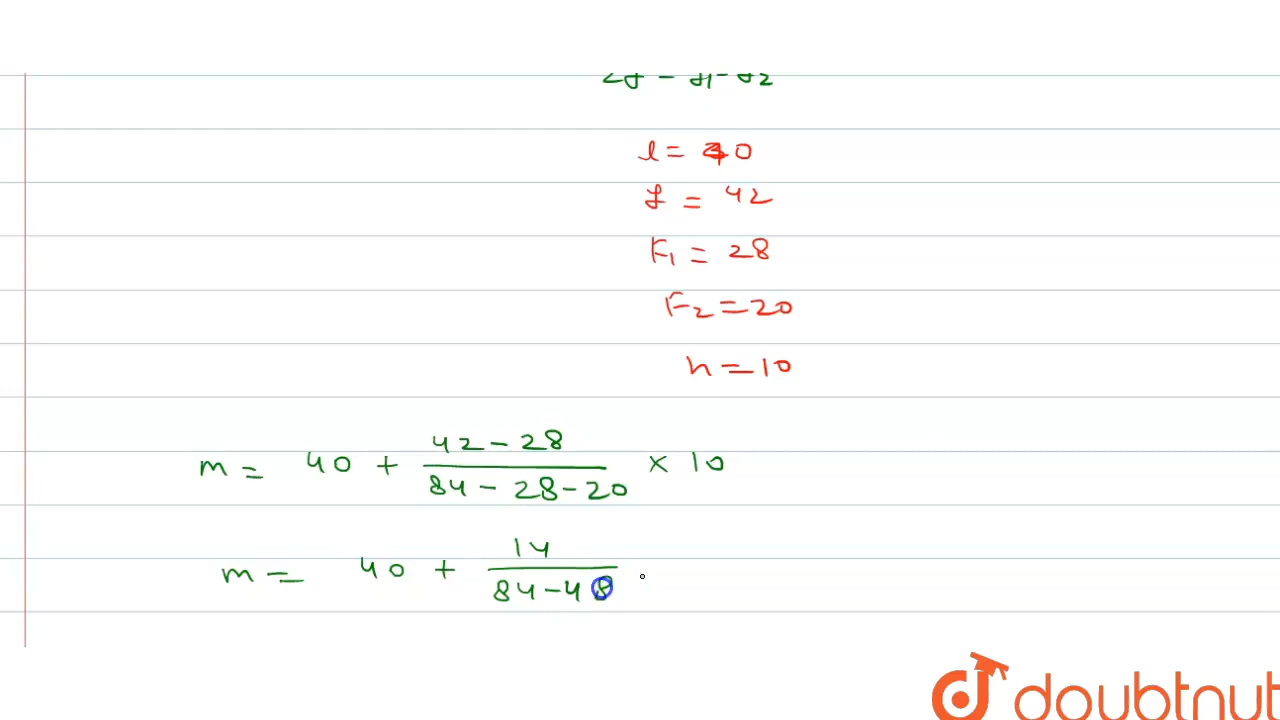 l = 40
f = 42
F₁ = 28
F₂ = 20
h = 10
m = 40 + (42 - 28)/(84 - 28 - 20) × 10
m = 40 + 14/(84 - 48)
doubtnut